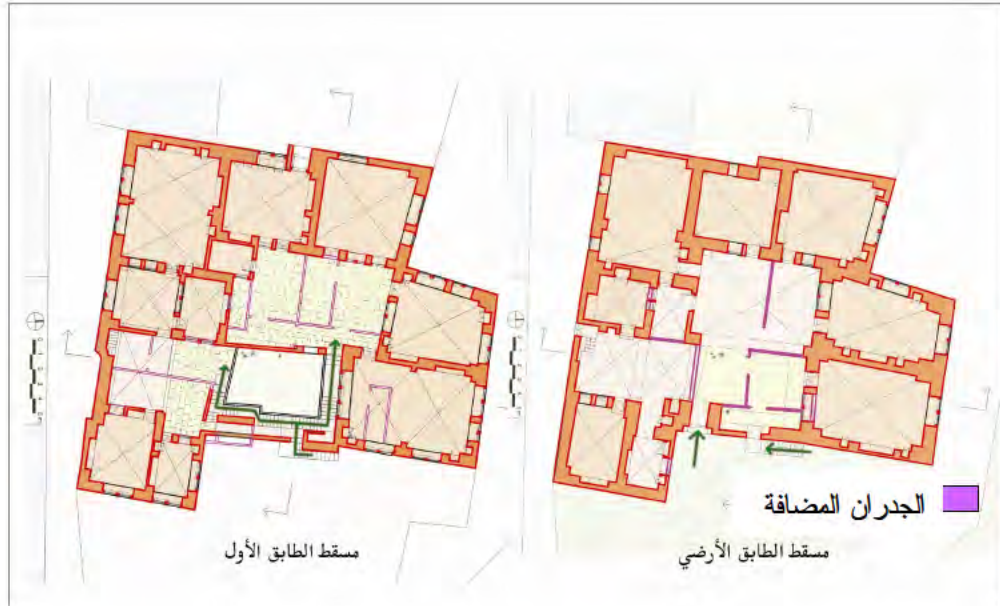 الجدران المضافة
مسقط الطابق الأرضي
مسقط الطابق الأول